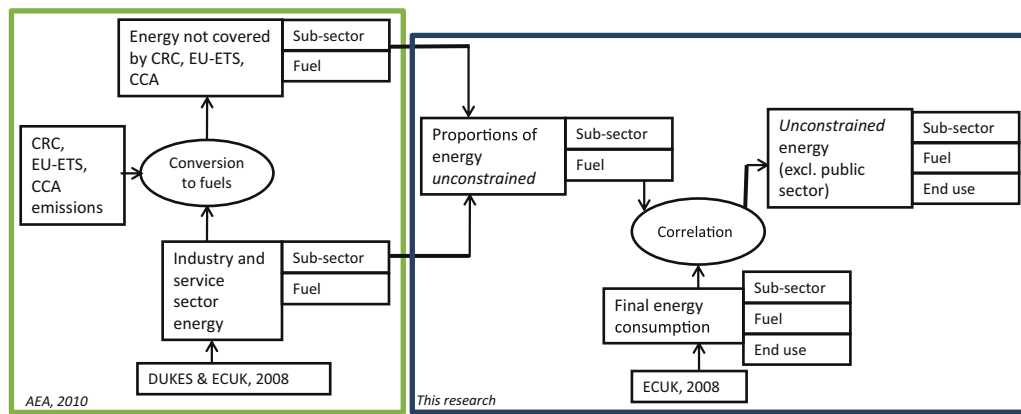 Energy not covered
by CRC, EU-ETS,
CCA
Sub-sector
Fuel
CRC,
EU-ETS,
CCA
emissions
Conversion
to fuels
Industry and
service
sector
energy
Sub-sector
Fuel
DUKES & ECUK, 2008
AEA, 2010
Proportions of
energy
unconstrained
Sub-sector
Fuel
Unconstrained
energy
(excl. public
sector)
Sub-sector
Fuel
End use
Correlation
Final energy
consumption
Sub-sector
Fuel
End use
ECUK, 2008
This research